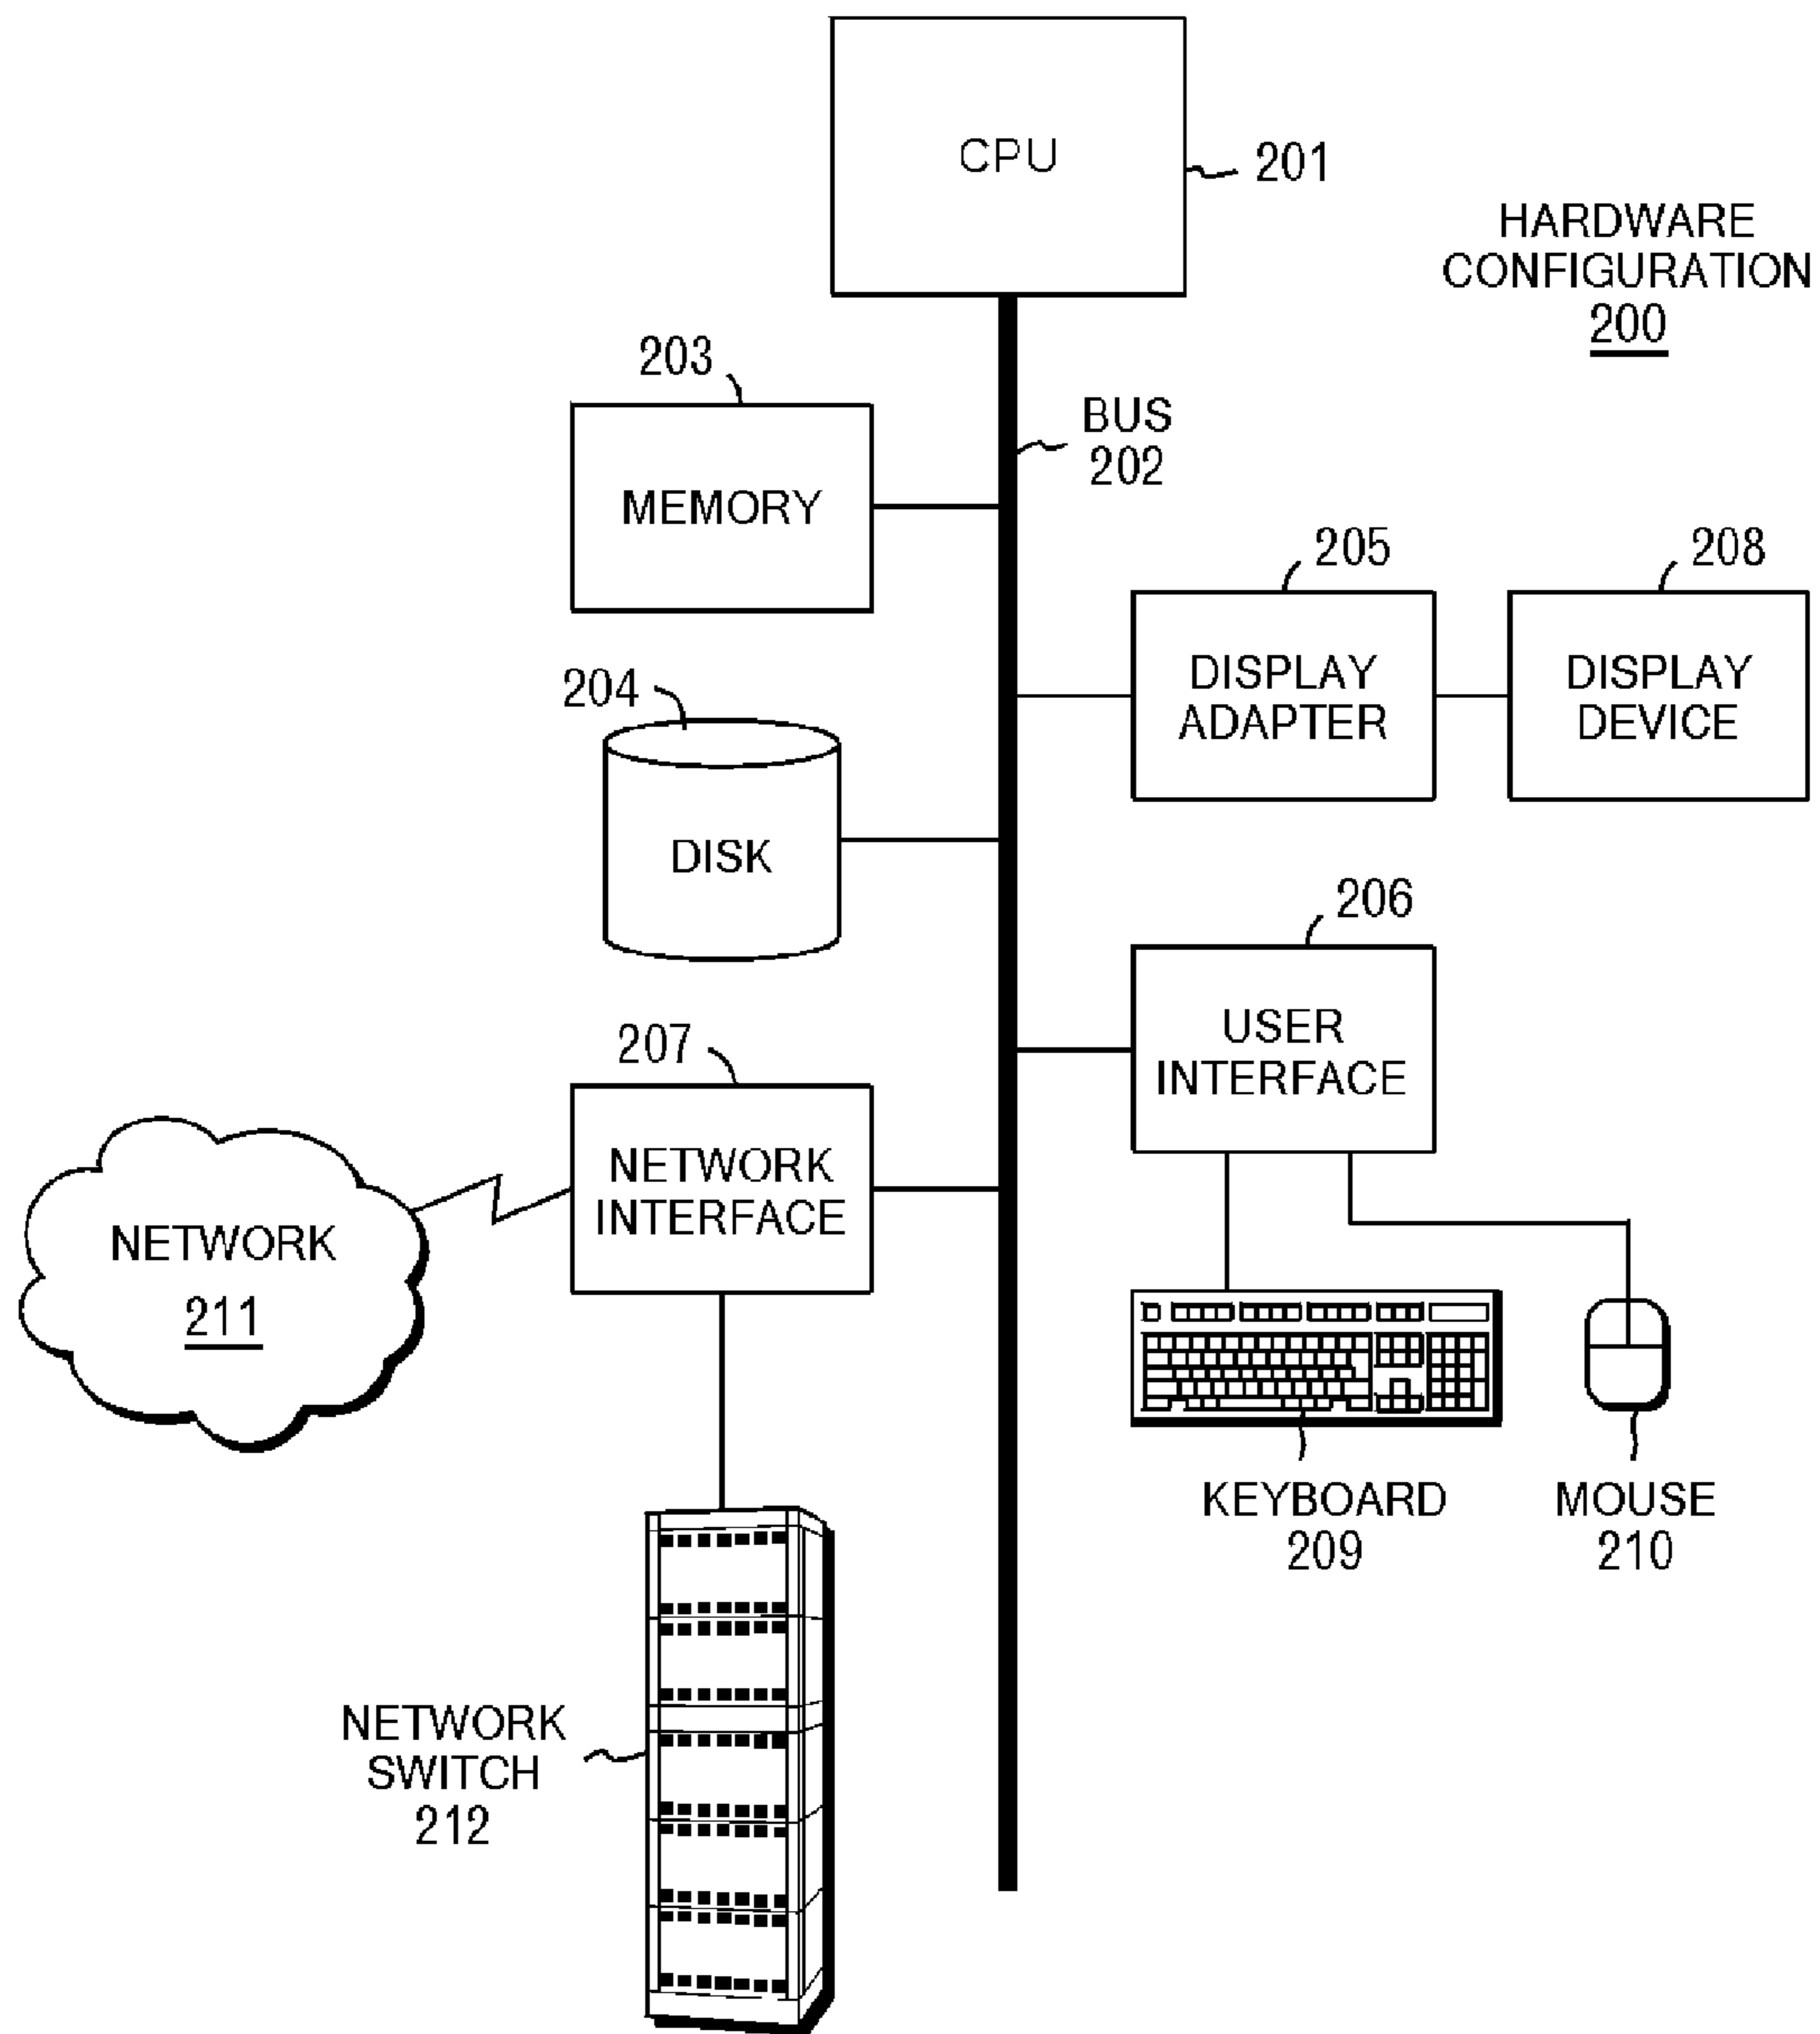 CPU
201
HARDWARE
CONFIGURATION
200
203
MEMORY
BUS
202
205
DISPLAY
ADAPTER
208
DISPLAY
DEVICE
204
DISK
206
USER
INTERFACE
207
NETWORK
INTERFACE
NETWORK
211
KEYBOARD
209
MOUSE
210
NETWORK
SWITCH
212